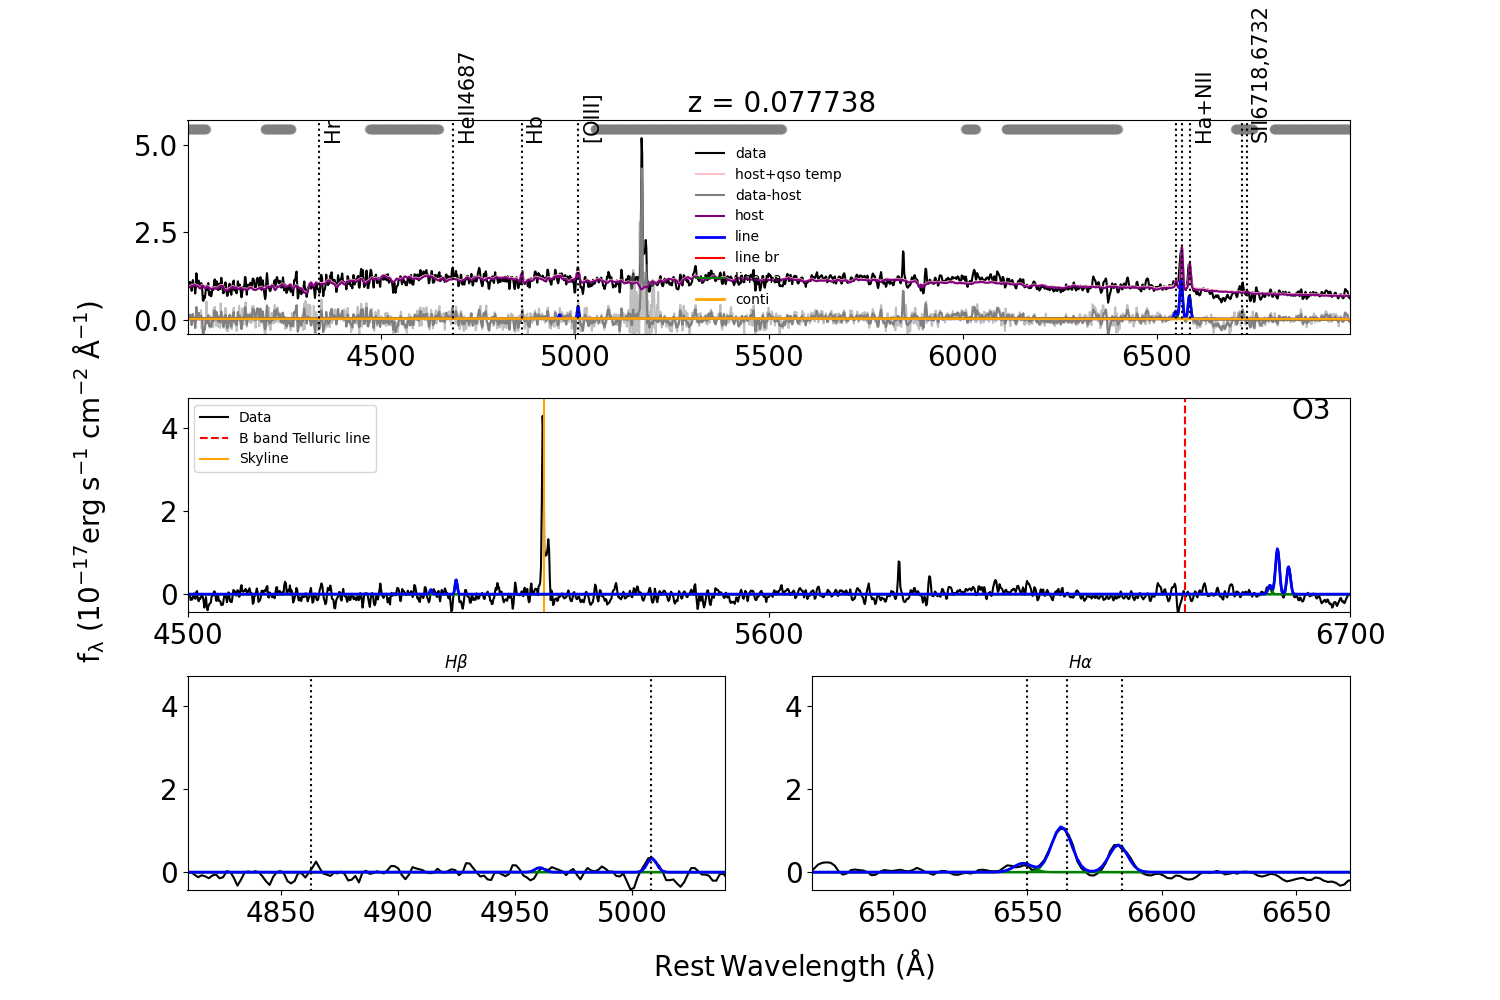 z = 0.077738
Hr
HeII4687
Hb
[OIII]
Ha+NII
SII6718,6732
5.0
2.5
0.0
data
host+qso temp
data-host
host
line
line br
conti
4500 5000 5500 6000 6500
fλ (10⁻¹⁷erg s⁻¹ cm⁻² Å⁻¹)
O3
4
2
0
Data
B band Telluric line
Skyline
4500 5600 6700
Hβ
4
2
0
4850 4900 4950 5000
Hα
4
2
0
6500 6550 6600 6650
Rest Wavelength (Å)